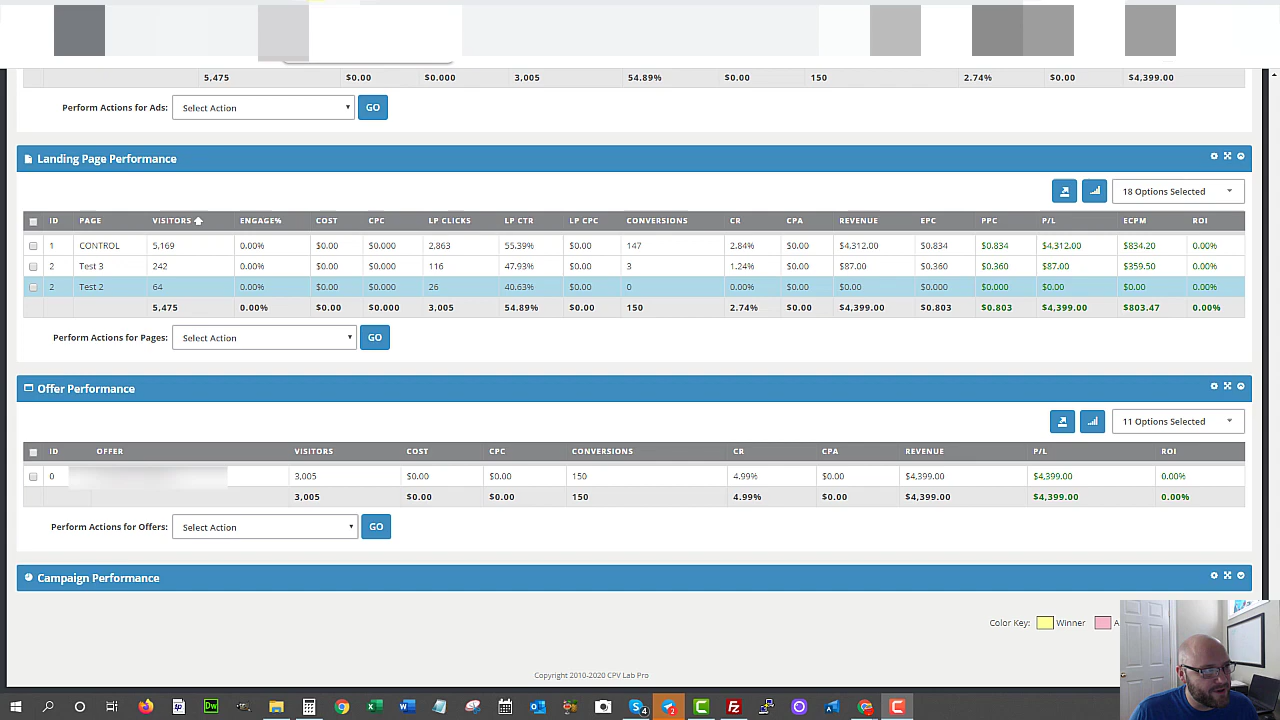 5,475 $0.00 $0.000 3,005 54.89% $0.00 150 2.74% $0.00 $4,399.00
Perform Actions for Ads: Select Action GO
Landing Page Performance
18 Options Selected
ID PAGE VISITORS ENGAGE% COST CPC LP CLICKS LP CTR LP CPC CONVERSIONS CR CPA REVENUE EPC PPC P/L ECPM ROI
1 CONTROL 5,169 0.00% $0.00 $0.000 2,863 55.39% $0.00 147 2.84% $0.00 $4,312.00 $0.834 $0.834 $4,312.00 $834.20 0.00%
2 Test 3 242 0.00% $0.00 $0.000 116 47.93% $0.00 3 1.24% $0.00 $87.00 $0.360 $0.360 $87.00 $359.50 0.00%
2 Test 2 64 0.00% $0.00 $0.000 26 40.63% $0.00 0 0.00% $0.00 $0.00 $0.000 $0.000 $0.00 $0.00 0.00%
5,475 0.00% $0.00 $0.000 3,005 54.89% $0.00 150 2.74% $0.00 $4,399.00 $0.803 $0.803 $4,399.00 $803.47 0.00%
Perform Actions for Pages: Select Action GO
Offer Performance
11 Options Selected
ID OFFER VISITORS COST CPC CONVERSIONS CR CPA REVENUE P/L ROI
0 3,005 $0.00 $0.00 150 4.99% $0.00 $4,399.00 $4,399.00 0.00%
3,005 $0.00 $0.00 150 4.99% $0.00 $4,399.00 $4,399.00 0.00%
Perform Actions for Offers: Select Action GO
Campaign Performance
Color Key: Winner
Copyright 2010-2020 CPV Lab Pro